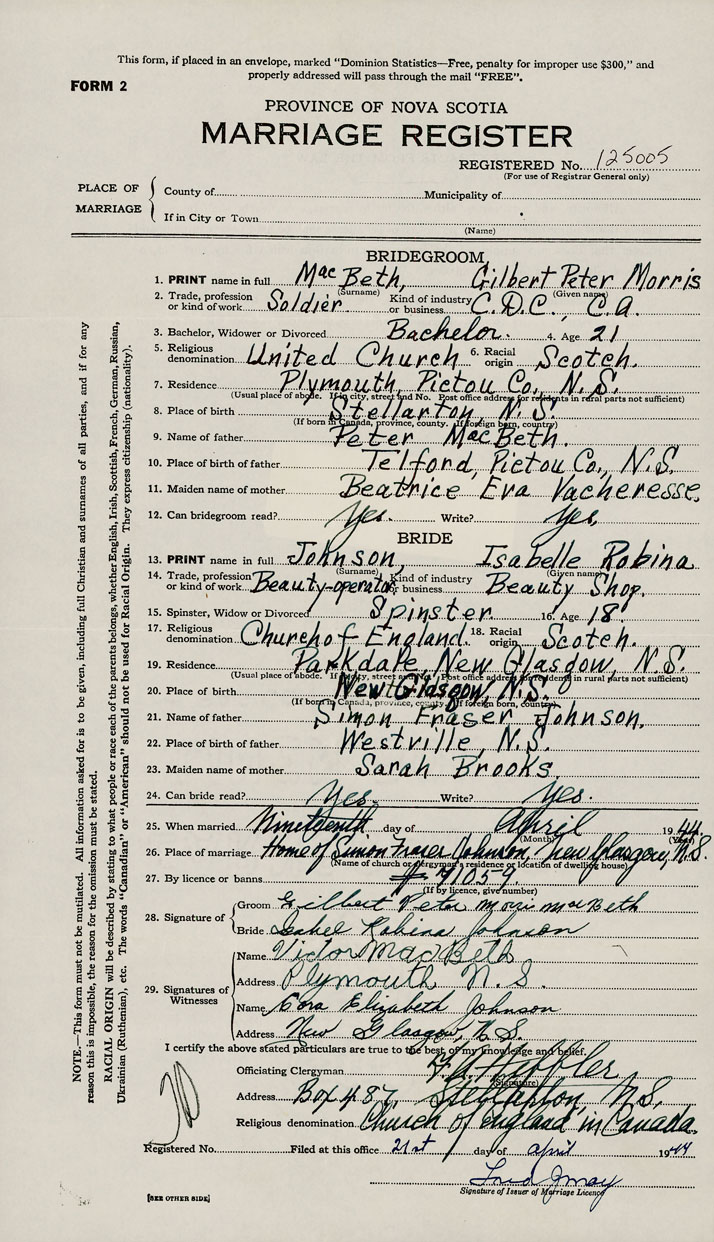 This form, if placed in an envelope, marked "Dominion Statistics—Free, penalty for improper use $300," and
properly addressed will pass through the mail "FREE".
FORM 2
PROVINCE OF NOVA SCOTIA
MARRIAGE REGISTER
REGISTERED No. 125005
(For use of Registrar General only)
PLACE OF MARRIAGE
County of Municipality of
If in City or Town
(Name)
BRIDEGROOM
1. PRINT name in full MacBeth, Gilbert Peter Morris
(Surname) (Given name)
2. Trade, profession or kind of work Soldier Kind of industry or business C.D.C., C.A.
3. Bachelor, Widower or Divorced Bachelor. 4. Age 21
5. Religious denomination United Church 6. Racial origin Scotch.
7. Residence Plymouth, Pictou Co., N.S.
(Usual place of abode. If in city, street and No. Post office address for residents in rural parts not sufficient)
8. Place of birth Stellarton, N.S.
(If born in Canada, province, county. If foreign born, country)
9. Name of father Peter MacBeth.
10. Place of birth of father Telford, Pictou Co., N.S.
11. Maiden name of mother Beatrice Eva Vacheresse.
12. Can bridegroom read? Yes. Write? Yes.
BRIDE
13. PRINT name in full Johnson, Isabelle Robina
(Surname) (Given name)
14. Trade, profession or kind of work Beauty-operator Kind of industry or business Beauty Shop.
15. Spinster, Widow or Divorced Spinster 16. Age 18
17. Religious denomination Church of England 18. Racial origin Scotch.
19. Residence Parkdale, New Glasgow, N.S.
(Usual place of abode. If in city, street and No. Post office address for residents in rural parts not sufficient)
20. Place of birth New Glasgow, N.S.
(If born in Canada, province, county. If foreign born, country)
21. Name of father Simon Fraser Johnson.
22. Place of birth of father Westville, N.S.
23. Maiden name of mother Sarah Brooks
24. Can bride read? Yes. Write? Yes.
25. When married Nineteenth day of April 1944
(Month) (Year)
26. Place of marriage Home of Simon Fraser Johnson, New Glasgow, N.S.
(Name of church or clergyman's residence or location of dwelling house)
27. By licence or banns # 91059
(If by licence, give number)
28. Signature of
Groom Gilbert Peter Morris MacBeth
Bride Isabel Robina Johnson
29. Signatures of Witnesses
Name Victor MacBeth
Address Plymouth N.S.
Name Cora Elizabeth Johnson
Address New Glasgow, N.S.
I certify the above stated particulars are true to the best of my knowledge and belief.
Officiating Clergyman
(Signature)
Address Box 487, Stellarton, N.S.
Religious denomination Church of England in Canada.
Registered No. Filed at this office 21st day of April 1944
Signature of Issuer of Marriage Licence
[SEE OTHER SIDE]
NOTE.—This form must not be mutilated. All information asked for is to be given, including full Christian and surnames of all parties, and if for any
reason this is impossible, the reason for the omission must be stated.
RACIAL ORIGIN will be described by stating to what people or race each of the parents belongs, whether English, Irish, Scottish, French, German, Russian,
Ukrainian (Ruthenian), etc. The words "Canadian" or "American" should not be used for Racial Origin. They express citizenship (nationality).